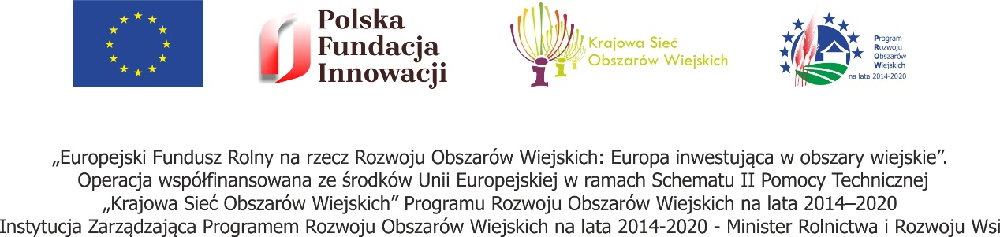 Polska
Fundacja
Innowacji
Krajowa Sieć
Obszarów Wiejskich
Program
Rozwoju
Obszarów
Wiejskich
na lata 2014-2020
„Europejski Fundusz Rolny na rzecz Rozwoju Obszarów Wiejskich: Europa inwestująca w obszary wiejskie”.
Operacja współfinansowana ze środków Unii Europejskiej w ramach Schematu II Pomocy Technicznej
„Krajowa Sieć Obszarów Wiejskich” Programu Rozwoju Obszarów Wiejskich na lata 2014–2020
Instytucja Zarządzająca Programem Rozwoju Obszarów Wiejskich na lata 2014-2020 - Minister Rolnictwa i Rozwoju Wsi